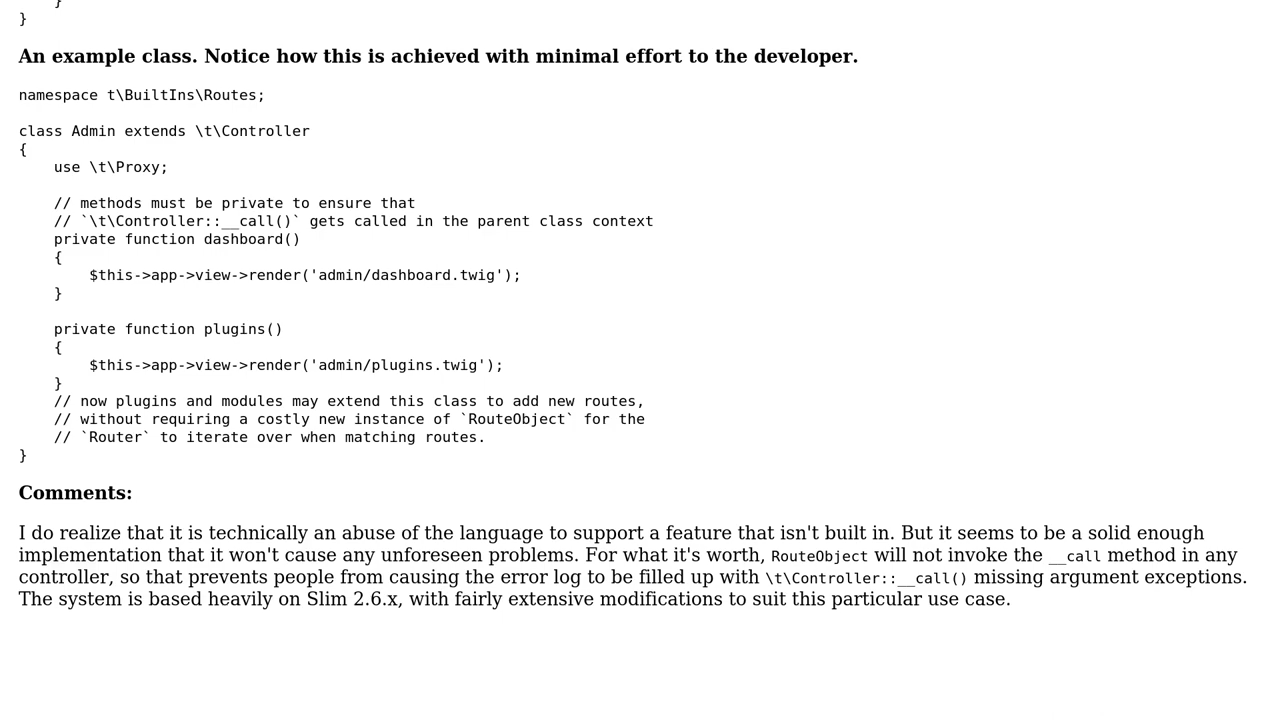 }
}
An example class. Notice how this is achieved with minimal effort to the developer.
namespace t\BuiltIns\Routes;
class Admin extends \t\Controller
{
    use \t\Proxy;
    // methods must be private to ensure that
    // `\t\Controller::__call()` gets called in the parent class context
    private function dashboard()
    {
        $this->app->view->render('admin/dashboard.twig');
    }
    private function plugins()
    {
        $this->app->view->render('admin/plugins.twig');
    }
    // now plugins and modules may extend this class to add new routes,
    // without requiring a costly new instance of `RouteObject` for the
    // `Router` to iterate over when matching routes.
}
Comments:
I do realize that it is technically an abuse of the language to support a feature that isn't built in. But it seems to be a solid enough
implementation that it won't cause any unforeseen problems. For what it's worth, RouteObject will not invoke the __call method in any
controller, so that prevents people from causing the error log to be filled up with \t\Controller::__call() missing argument exceptions.
The system is based heavily on Slim 2.6.x, with fairly extensive modifications to suit this particular use case.